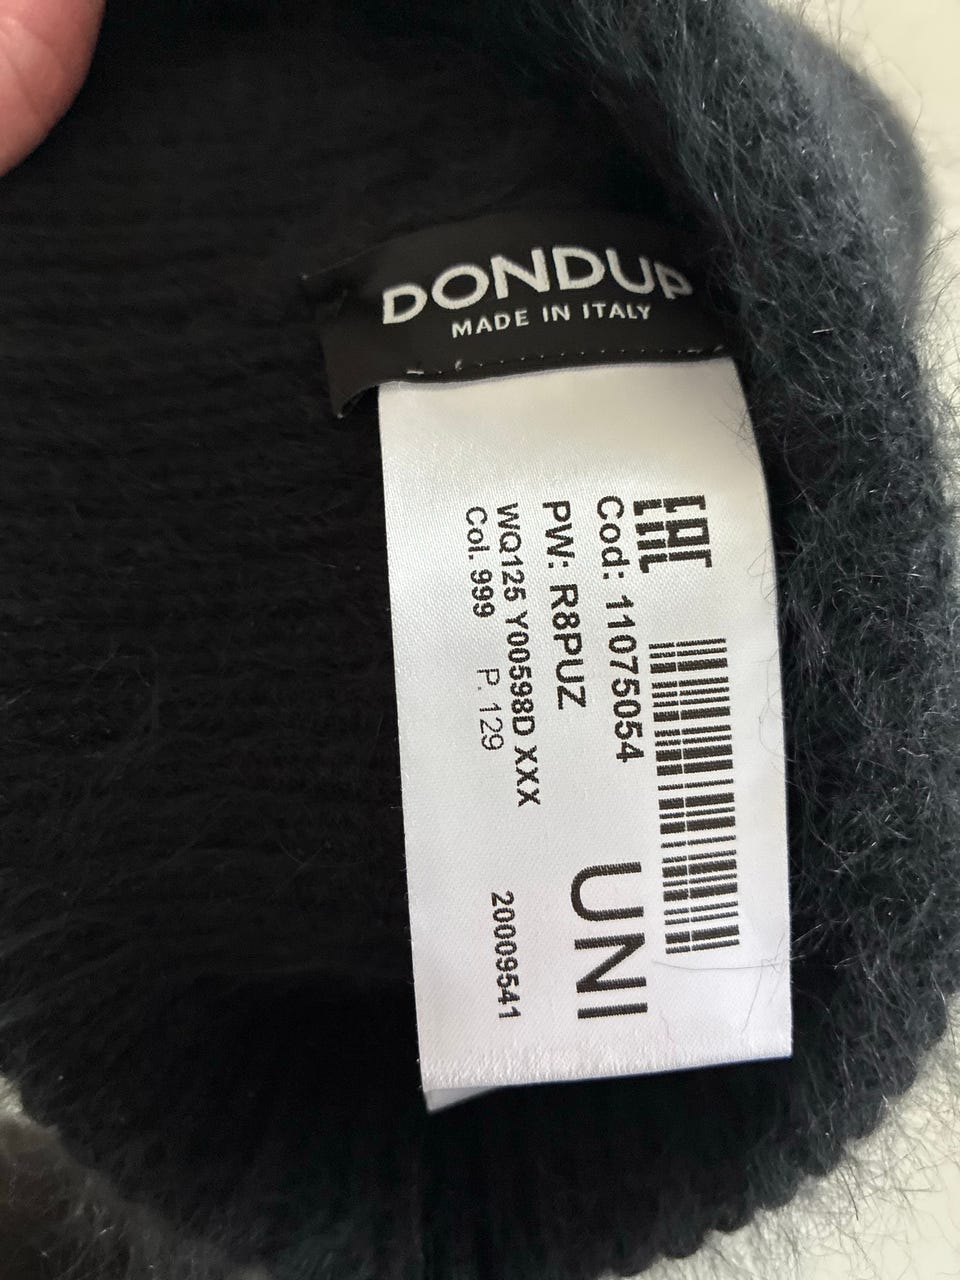 DONDUP
MADE IN ITALY
EAC
Cod: 11075054
PW: R8PUZ
UNI
WQ125 Y00598D XXX
Col. 999 P. 129
20009541